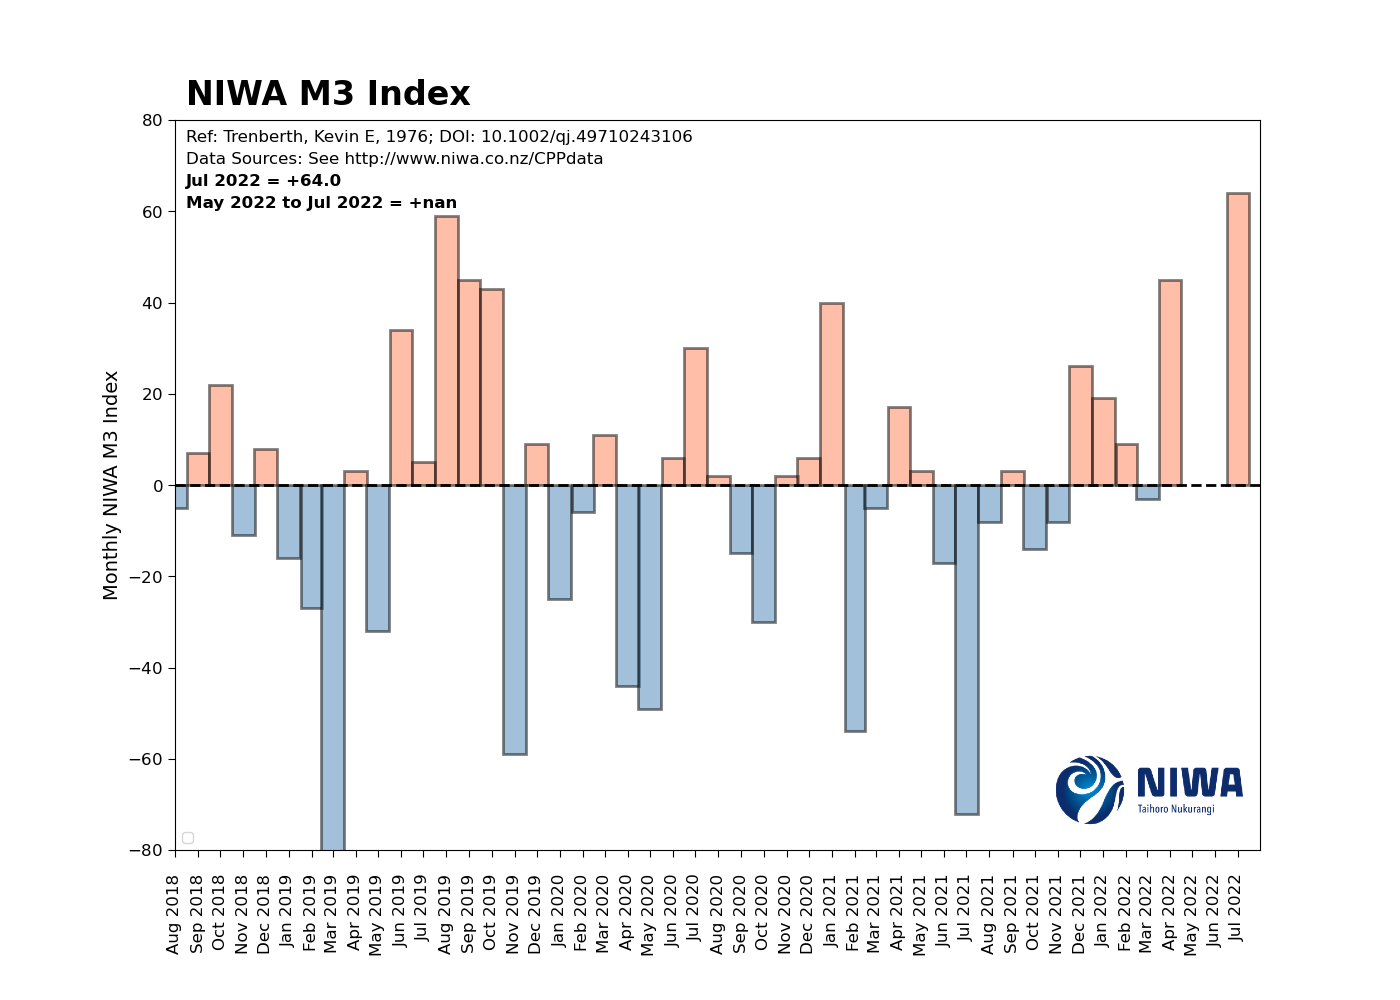 NIWA M3 Index
Ref: Trenberth, Kevin E, 1976; DOI: 10.1002/qj.49710243106
Data Sources: See http://www.niwa.co.nz/CPPdata
Jul 2022 = +64.0
May 2022 to Jul 2022 = +nan
Monthly NIWA M3 Index
80
60
40
20
0
−20
−40
−60
−80
NIWA
Taihoro Nukurangi
Aug 2018
Sep 2018
Oct 2018
Nov 2018
Dec 2018
Jan 2019
Feb 2019
Mar 2019
Apr 2019
May 2019
Jun 2019
Jul 2019
Aug 2019
Sep 2019
Oct 2019
Nov 2019
Dec 2019
Jan 2020
Feb 2020
Mar 2020
Apr 2020
May 2020
Jun 2020
Jul 2020
Aug 2020
Sep 2020
Oct 2020
Nov 2020
Dec 2020
Jan 2021
Feb 2021
Mar 2021
Apr 2021
May 2021
Jun 2021
Jul 2021
Aug 2021
Sep 2021
Oct 2021
Nov 2021
Dec 2021
Jan 2022
Feb 2022
Mar 2022
Apr 2022
May 2022
Jun 2022
Jul 2022